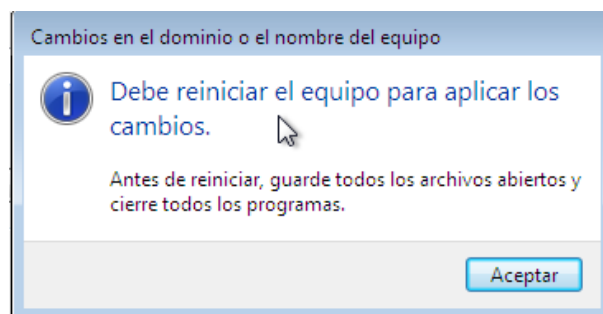 Cambios en el dominio o el nombre del equipo
Debe reiniciar el equipo para aplicar los
cambios.
Antes de reiniciar, guarde todos los archivos abiertos y
cierre todos los programas.
Aceptar